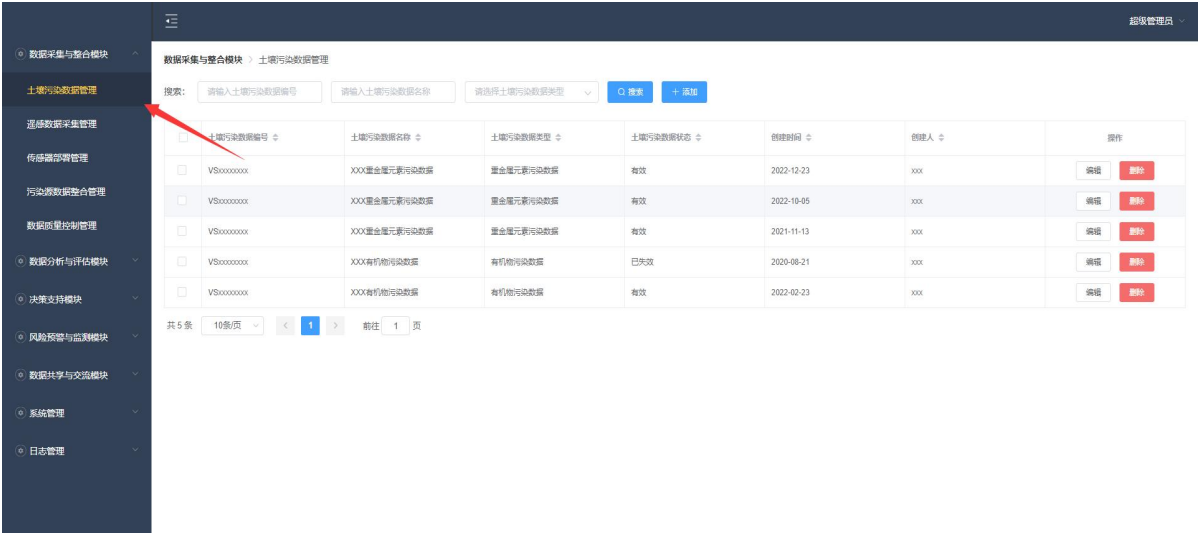 超级管理员
数据采集与整合模块
土壤污染数据管理
遥感数据采集管理
传感器部署管理
污染源数据整合管理
数据质量控制管理
数据分析与评估模块
决策支持模块
风险预警与监测模块
数据共享与交流模块
系统管理
日志管理
数据采集与整合模块 > 土壤污染数据管理
搜索: 请输入土壤污染数据编号 请输入土壤污染数据名称 请选择土壤污染数据类型 搜索 + 添加
土壤污染数据编号 土壤污染数据名称 土壤污染数据类型 土壤污染数据状态 创建时间 创建人 操作
VSxxxxxxxx XXX重金属元素污染数据 重金属元素污染数据 有效 2022-12-23 xxx 编辑 删除
VSxxxxxxxx XXX重金属元素污染数据 重金属元素污染数据 有效 2022-10-05 xxx 编辑 删除
VSxxxxxxxx XXX重金属元素污染数据 重金属元素污染数据 有效 2021-11-13 xxx 编辑 删除
VSxxxxxxxx XXX有机物污染数据 有机物污染数据 已失效 2020-08-21 xxx 编辑 删除
VSxxxxxxxx XXX有机物污染数据 有机物污染数据 有效 2022-02-23 xxx 编辑 删除
共 5 条 10条/页 < 1 > 前往 1 页